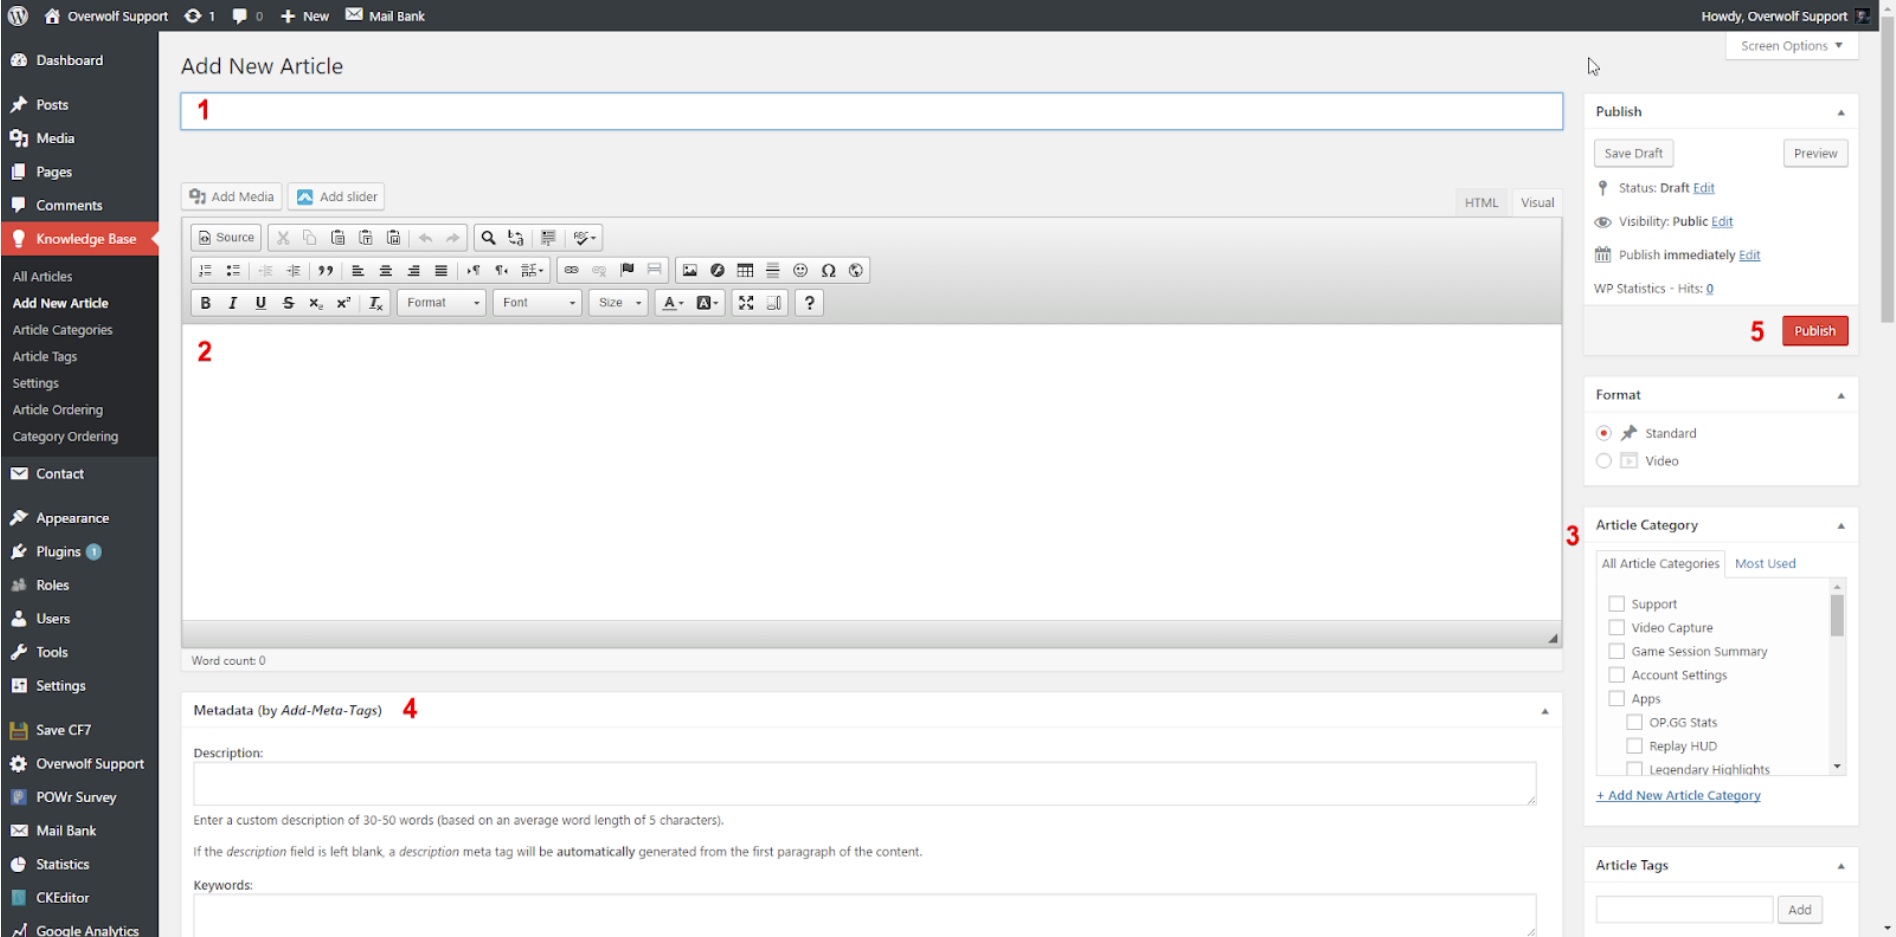 Overwolf Support 1 0 New Mail Bank Howdy, Overwolf Support
Screen Options
Dashboard
Posts
Media
Pages
Comments
Knowledge Base
All Articles
Add New Article
Article Categories
Article Tags
Settings
Article Ordering
Category Ordering
Contact
Appearance
Plugins 1
Roles
Users
Tools
Settings
Save CF7
Overwolf Support
POWr Survey
Mail Bank
Statistics
CKEditor
Google Analytics
Add New Article
1
Add Media Add slider
HTML Visual
Source
ABC
B I U S x₂ x² Tx Format Font Size A A ?
2
Word count: 0
Metadata (by Add-Meta-Tags) 4
Description:
Enter a custom description of 30-50 words (based on an average word length of 5 characters).
If the description field is left blank, a description meta tag will be automatically generated from the first paragraph of the content.
Keywords:
Publish
Save Draft Preview
Status: Draft Edit
Visibility: Public Edit
Publish immediately Edit
WP Statistics - Hits: 0
5 Publish
Format
Standard
Video
3
Article Category
All Article Categories Most Used
Support
Video Capture
Game Session Summary
Account Settings
Apps
OP.GG Stats
Replay HUD
Legendary Highlights
+ Add New Article Category
Article Tags
Add